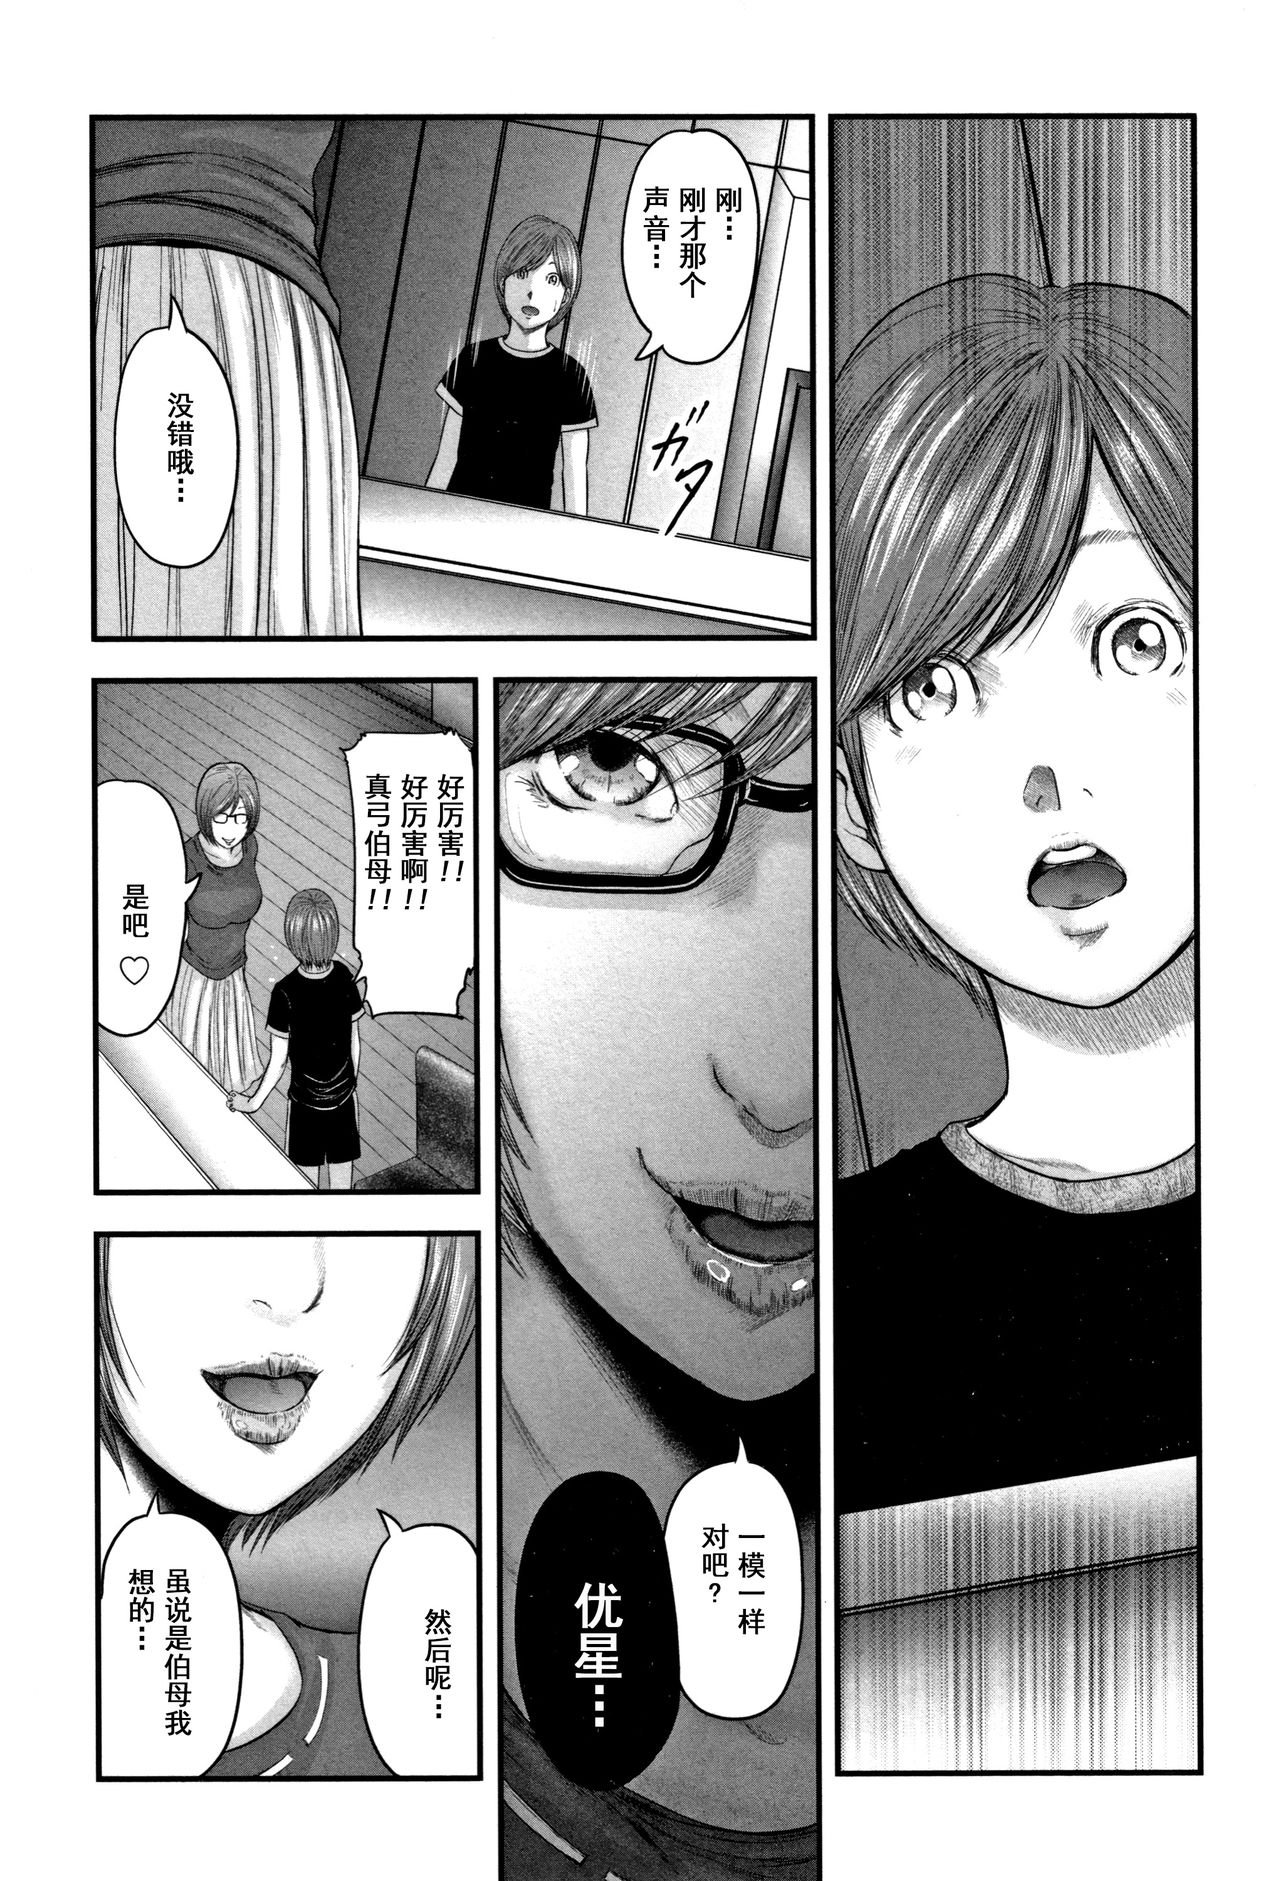 刚…
刚才那个
声音…
ガタ
没错哦…
一模一样
对吧？
优星…
好厉害！！
好厉害啊！！
真弓伯母！！
是吧♡
然后呢…
虽说是伯母我
想的…